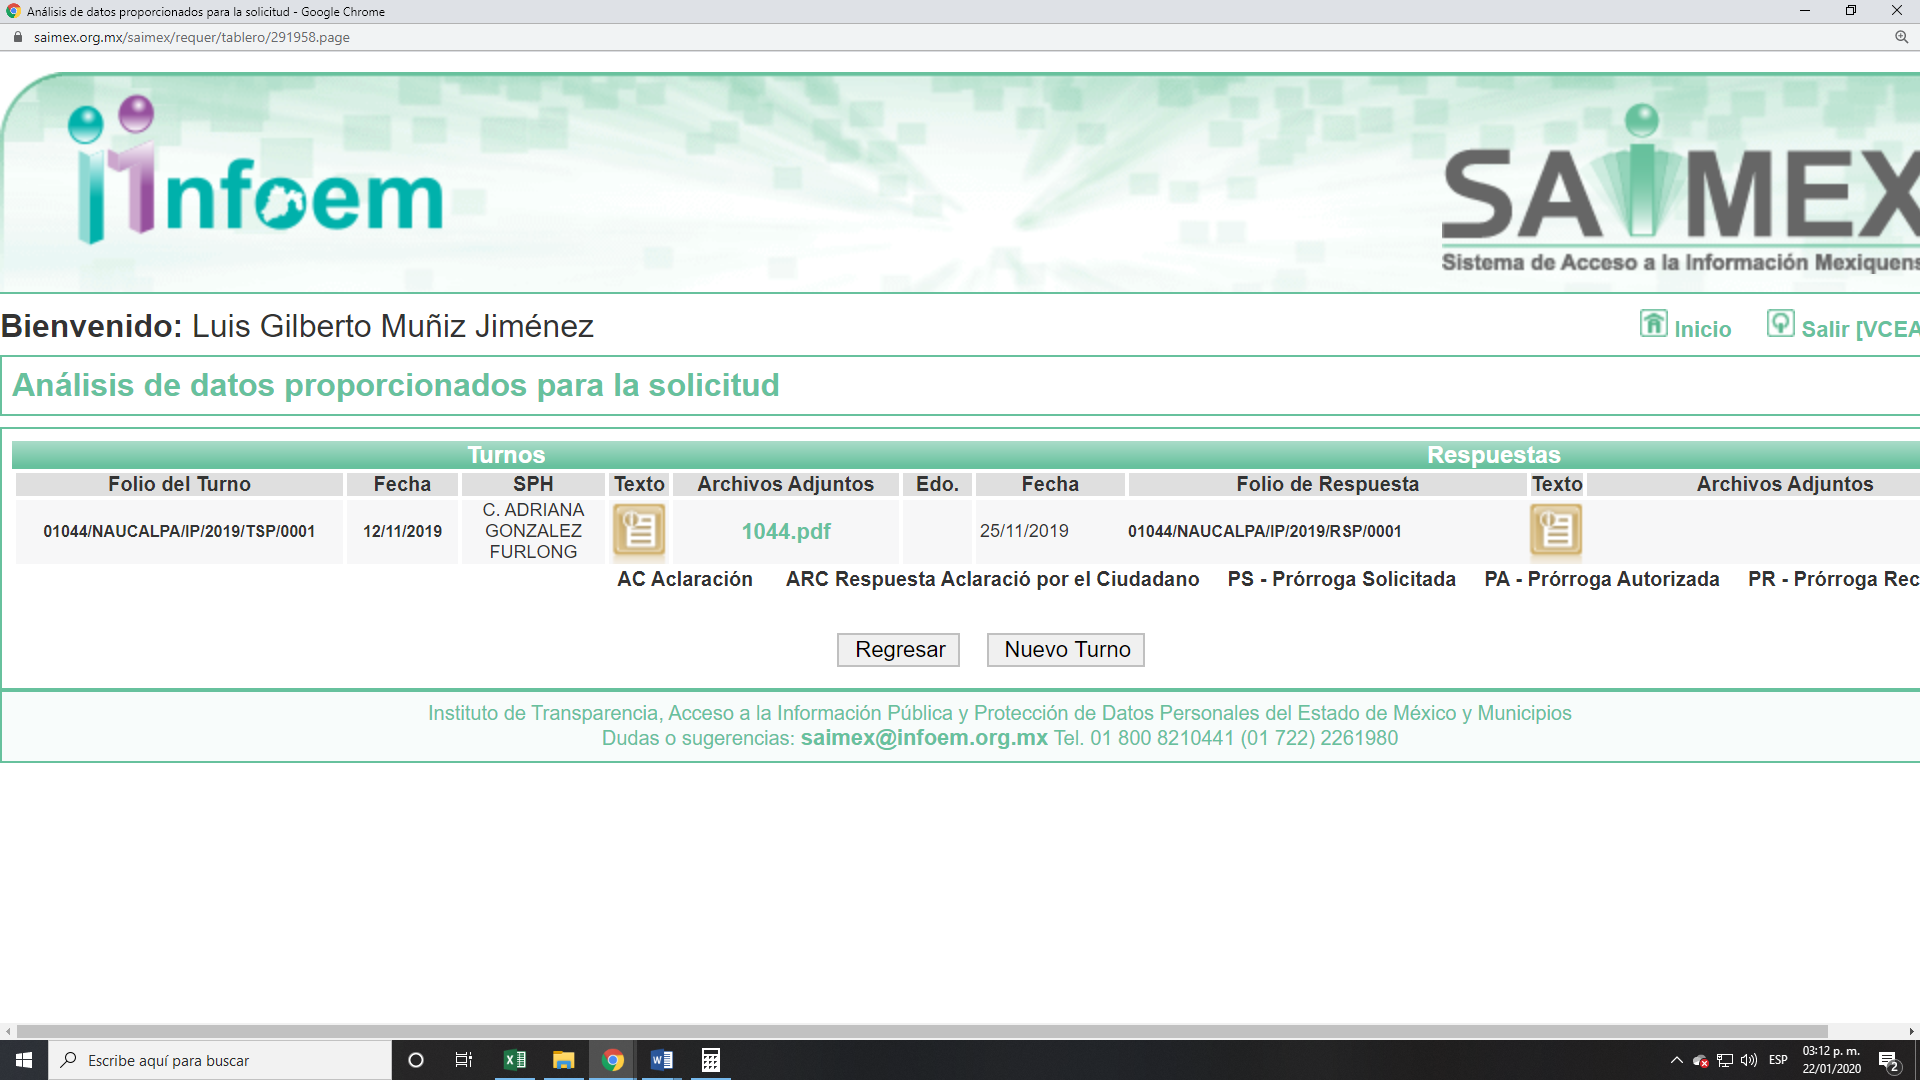 Análisis de datos proporcionados para la solicitud - Google Chrome
saimex.org.mx/saimex/requer/tablero/291958.page
infoem
SAIMEX
Sistema de Acceso a la Información Mexiquens
Bienvenido: Luis Gilberto Muñiz Jiménez
Inicio Salir [VCEA
Análisis de datos proporcionados para la solicitud
Turnos Respuestas
Folio del Turno Fecha SPH Texto Archivos Adjuntos Edo. Fecha Folio de Respuesta Texto Archivos Adjuntos
01044/NAUCALPA/IP/2019/TSP/0001 12/11/2019 C. ADRIANA GONZALEZ FURLONG 1044.pdf 25/11/2019 01044/NAUCALPA/IP/2019/RSP/0001
AC Aclaración ARC Respuesta Aclaració por el Ciudadano PS - Prórroga Solicitada PA - Prórroga Autorizada PR - Prórroga Rec
Regresar Nuevo Turno
Instituto de Transparencia, Acceso a la Información Pública y Protección de Datos Personales del Estado de México y Municipios
Dudas o sugerencias: saimex@infoem.org.mx Tel. 01 800 8210441 (01 722) 2261980
Escribe aquí para buscar
ESP
03:12 p. m.
22/01/2020
2